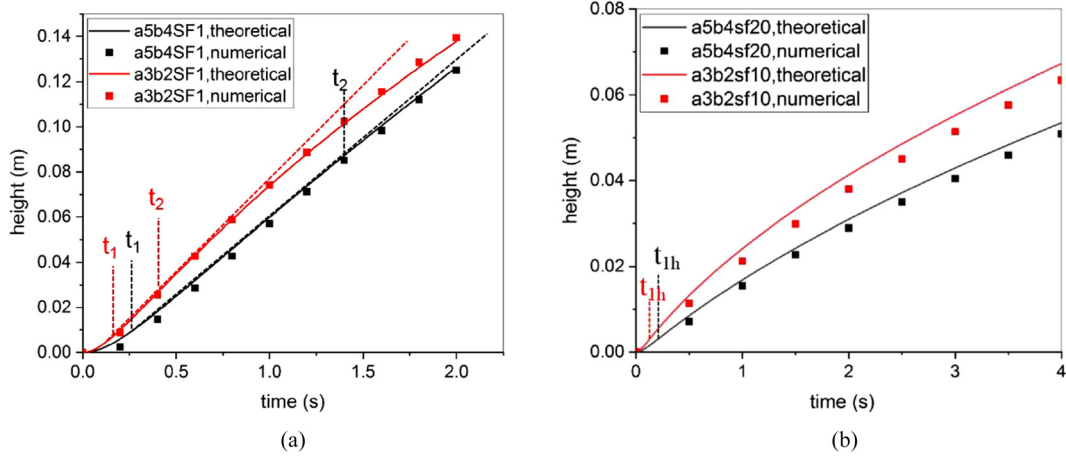 a5b4SF1,theoretical
a5b4SF1,numerical
a3b2SF1,theoretical
a3b2SF1,numerical
t2
t2
t1
t1
0.14
0.12
0.10
0.08
0.06
0.04
0.02
0.00
height (m)
0.0
0.5
1.0
1.5
2.0
time (s)
(a)
a5b4sf20,theoretical
a5b4sf20,numerical
a3b2sf10,theoretical
a3b2sf10,numerical
t1h
t1h
0.08
0.06
0.04
0.02
0.00
height (m)
0
1
2
3
4
time (s)
(b)